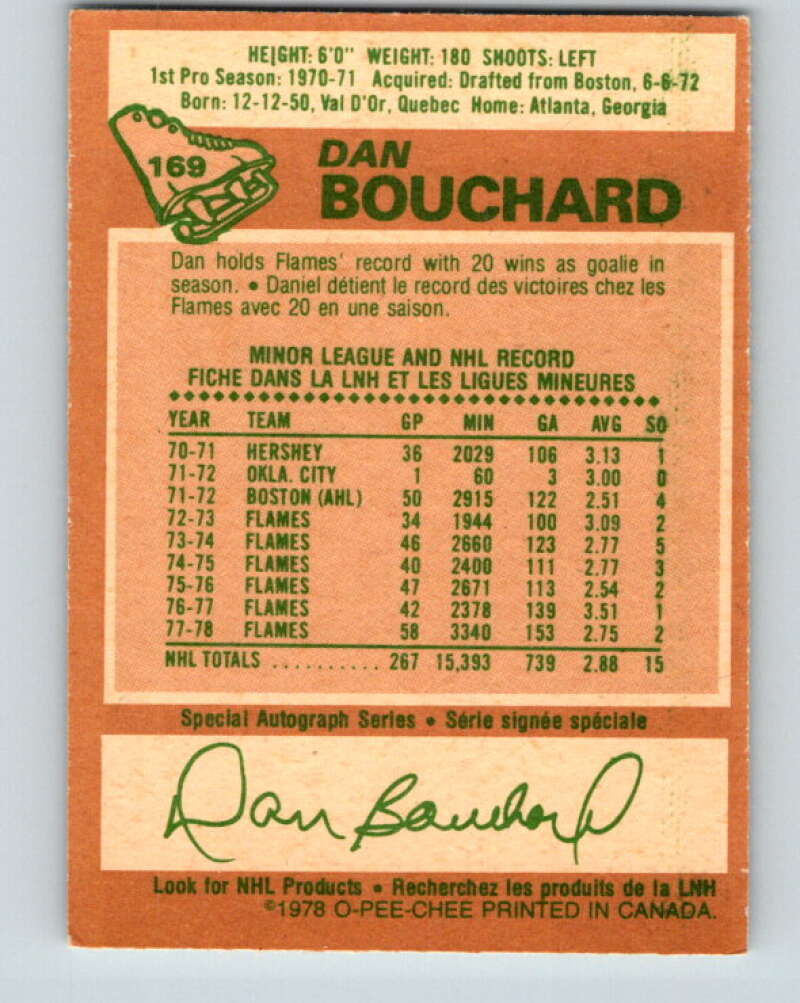 HEIGHT: 6'0" WEIGHT: 180 SHOOTS: LEFT
1st Pro Season: 1970-71 Acquired: Drafted from Boston, 6-6-72
Born: 12-12-50, Val D'Or, Quebec Home: Atlanta, Georgia
169
DAN
BOUCHARD
Dan holds Flames' record with 20 wins as goalie in
season. • Daniel détient le record des victoires chez les
Flames avec 20 en une saison.
MINOR LEAGUE AND NHL RECORD
FICHE DANS LA LNH ET LES LIGUES MINEURES
YEAR TEAM GP MIN GA AVG SO
70-71 HERSHEY 36 2029 106 3.13 1
71-72 OKLA. CITY 1 60 3 3.00 0
71-72 BOSTON (AHL) 50 2915 122 2.51 4
72-73 FLAMES 34 1944 100 3.09 2
73-74 FLAMES 46 2660 123 2.77 5
74-75 FLAMES 40 2400 111 2.77 3
75-76 FLAMES 47 2671 113 2.54 2
76-77 FLAMES 42 2378 139 3.51 1
77-78 FLAMES 58 3340 153 2.75 2
NHL TOTALS .......... 267 15,393 739 2.88 15
Special Autograph Series • Série signée spéciale
Dan Bouchard
Look for NHL Products • Recherchez les produits de la LNH
©1978 O-PEE-CHEE PRINTED IN CANADA.